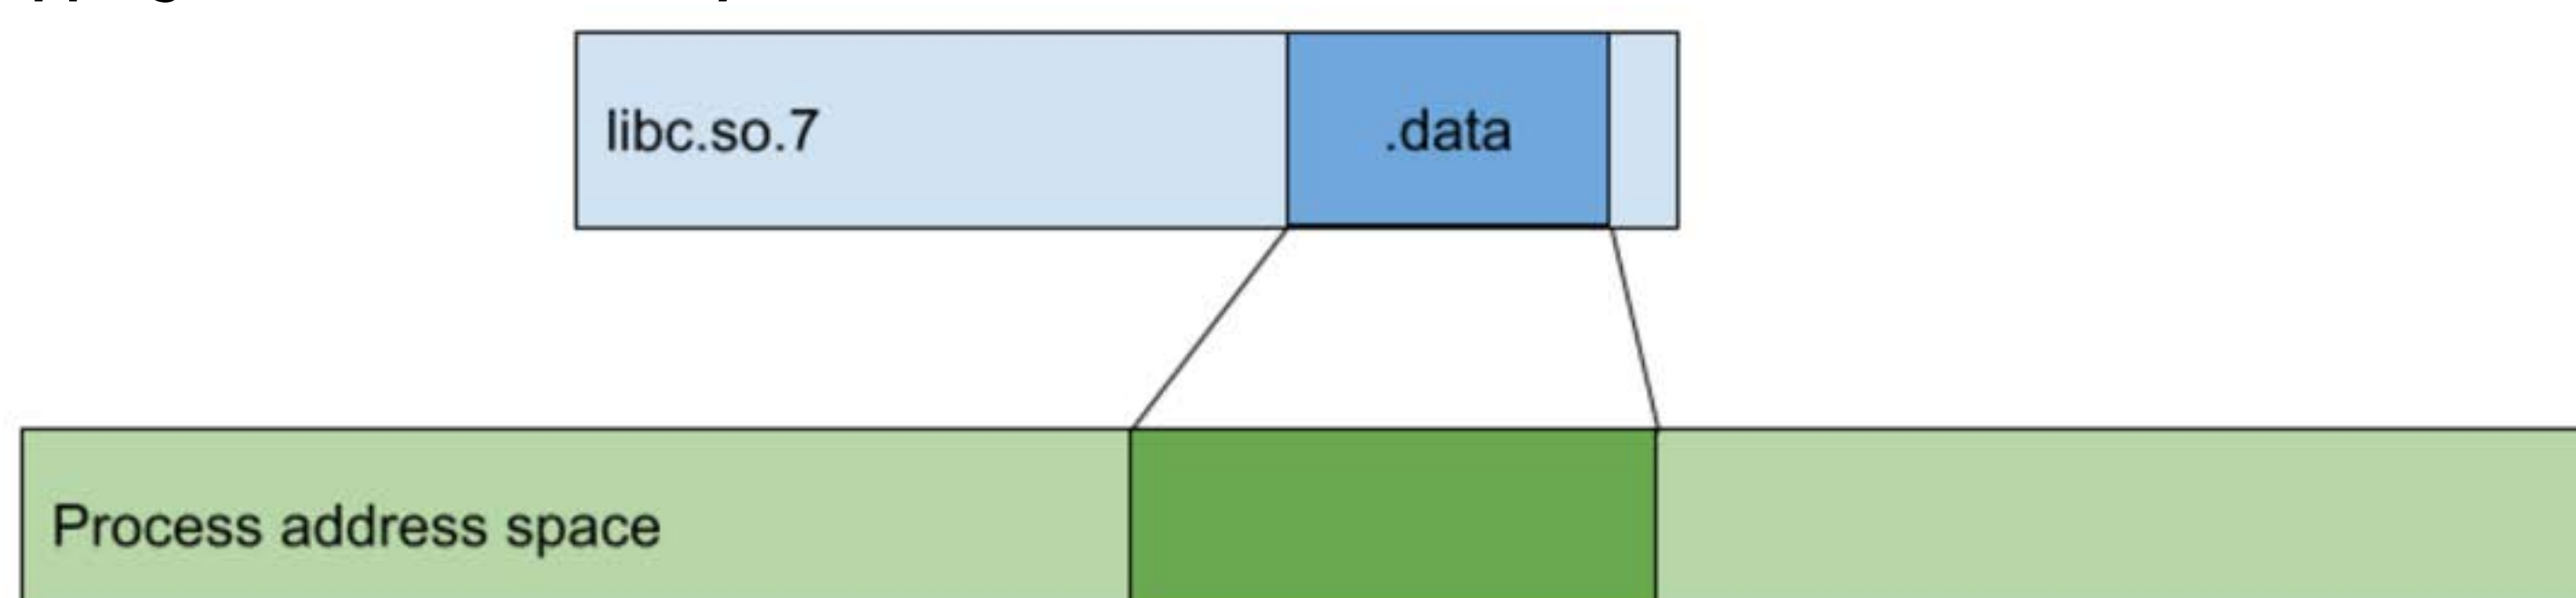 libc.so.7
.data
Process address space